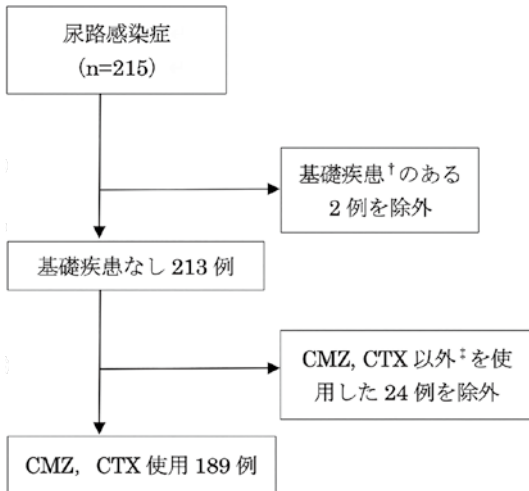 尿路感染症
(n=215)
基礎疾患†のある
2 例を除外
基礎疾患なし 213 例
CMZ, CTX 以外‡を使
用した 24 例を除外
CMZ, CTX 使用 189 例